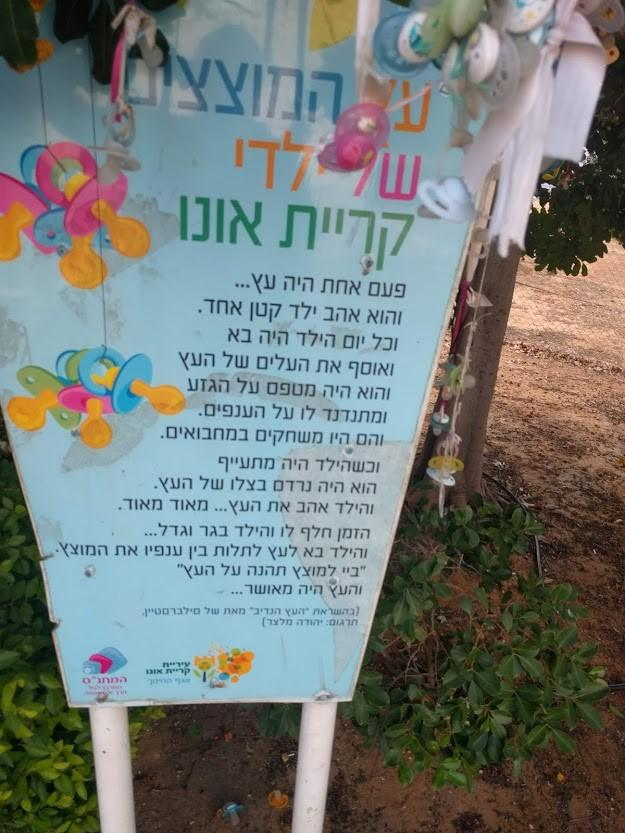 עץ המוצצים
של ילדי
קריית אונו
פעם אחת היה עץ...
והוא אהב ילד קטן אחד.
וכל יום הילד היה בא
ואוסף את העלים של העץ
והוא היה מטפס על הגזע
ומתנדנד לו על הענפים.
והם היו משחקים במחבואים.
וכשהילד היה מתעייף
הוא היה נרדם בצלו של העץ.
והילד אהב את העץ... מאוד מאוד.
הזמן חלף לו והילד בגר וגדל...
והילד בא לעץ לתלות בין ענפיו את המוצץ.
"ביי למוצץ תהנה על העץ"
והעץ היה מאושר...
[בהשראת "העץ הנדיב" מאת של סילברסטיין,
תרגום: יהודה מלצר]
עיריית
קריית אונו
אגף החינוך
המתנ"ס